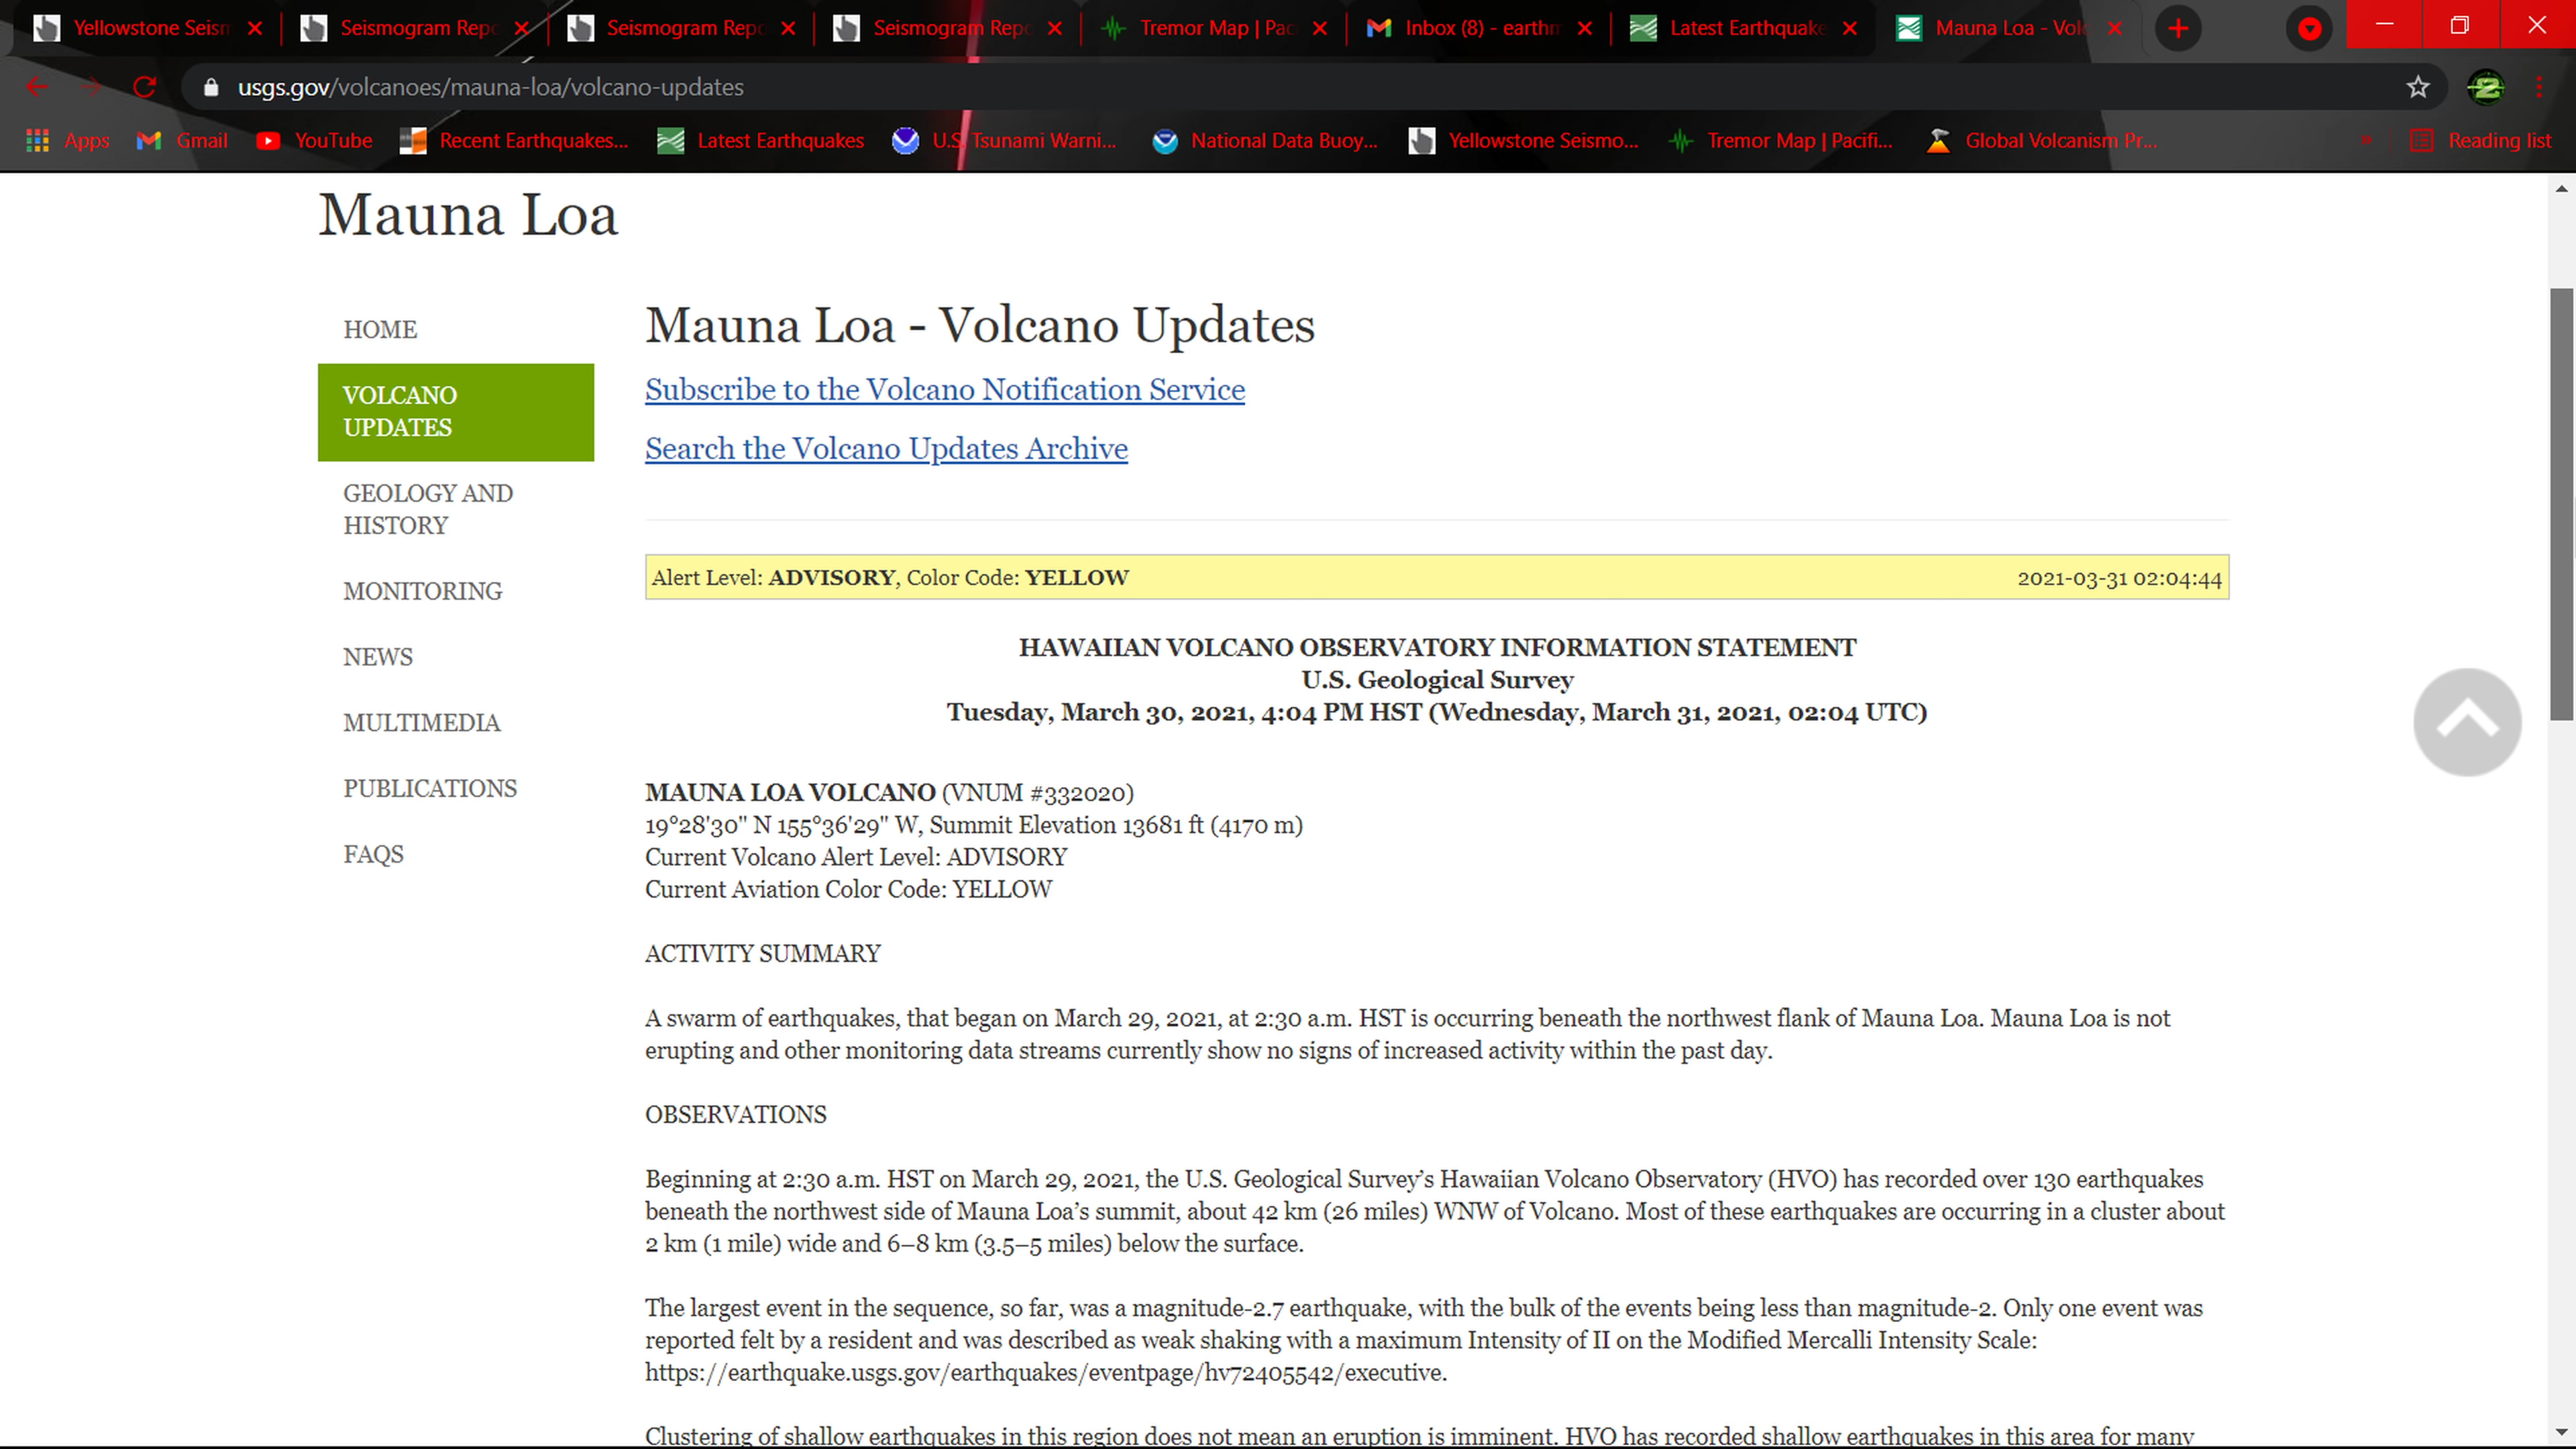 Yellowstone Seism
Seismogram Repo
Seismogram Repo
Seismogram Repo
Tremor Map | Pac
Inbox (8) - earthm
Latest Earthquake
Mauna Loa - Vol
usgs.gov/volcanoes/mauna-loa/volcano-updates
Apps
Gmail
YouTube
Recent Earthquakes...
Latest Earthquakes
U.S. Tsunami Warni...
National Data Buoy...
Yellowstone Seismo...
Tremor Map | Pacifi...
Global Volcanism Pr...
Reading list
Mauna Loa
HOME
VOLCANO
UPDATES
GEOLOGY AND
HISTORY
MONITORING
NEWS
MULTIMEDIA
PUBLICATIONS
FAQS
Mauna Loa - Volcano Updates
Subscribe to the Volcano Notification Service
Search the Volcano Updates Archive
Alert Level: ADVISORY, Color Code: YELLOW 2021-03-31 02:04:44
HAWAIIAN VOLCANO OBSERVATORY INFORMATION STATEMENT
U.S. Geological Survey
Tuesday, March 30, 2021, 4:04 PM HST (Wednesday, March 31, 2021, 02:04 UTC)
MAUNA LOA VOLCANO (VNUM #332020)
19°28'30" N 155°36'29" W, Summit Elevation 13681 ft (4170 m)
Current Volcano Alert Level: ADVISORY
Current Aviation Color Code: YELLOW
ACTIVITY SUMMARY
A swarm of earthquakes, that began on March 29, 2021, at 2:30 a.m. HST is occurring beneath the northwest flank of Mauna Loa. Mauna Loa is not
erupting and other monitoring data streams currently show no signs of increased activity within the past day.
OBSERVATIONS
Beginning at 2:30 a.m. HST on March 29, 2021, the U.S. Geological Survey's Hawaiian Volcano Observatory (HVO) has recorded over 130 earthquakes
beneath the northwest side of Mauna Loa's summit, about 42 km (26 miles) WNW of Volcano. Most of these earthquakes are occurring in a cluster about
2 km (1 mile) wide and 6–8 km (3.5–5 miles) below the surface.
The largest event in the sequence, so far, was a magnitude-2.7 earthquake, with the bulk of the events being less than magnitude-2. Only one event was
reported felt by a resident and was described as weak shaking with a maximum Intensity of II on the Modified Mercalli Intensity Scale:
https://earthquake.usgs.gov/earthquakes/eventpage/hv72405542/executive.
Clustering of shallow earthquakes in this region does not mean an eruption is imminent. HVO has recorded shallow earthquakes in this area for many